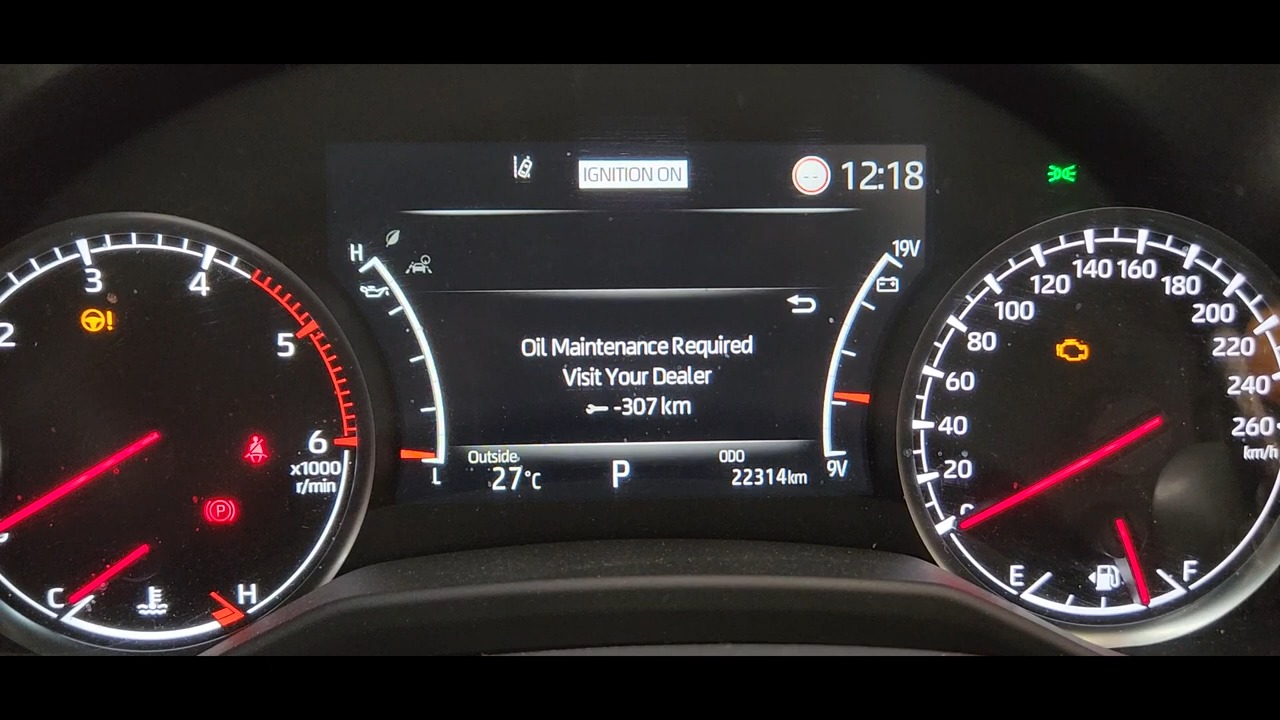 IGNITION ON
12:18
H
19V
Oil Maintenance Required
Visit Your Dealer
-307 km
Outside
27°C
P
ODO
22314km
L
9V
2
3
4
5
6
x1000
r/min
P
C
H
0
20
40
60
80
100
120
140
160
180
200
220
240
260
km/h
E
F